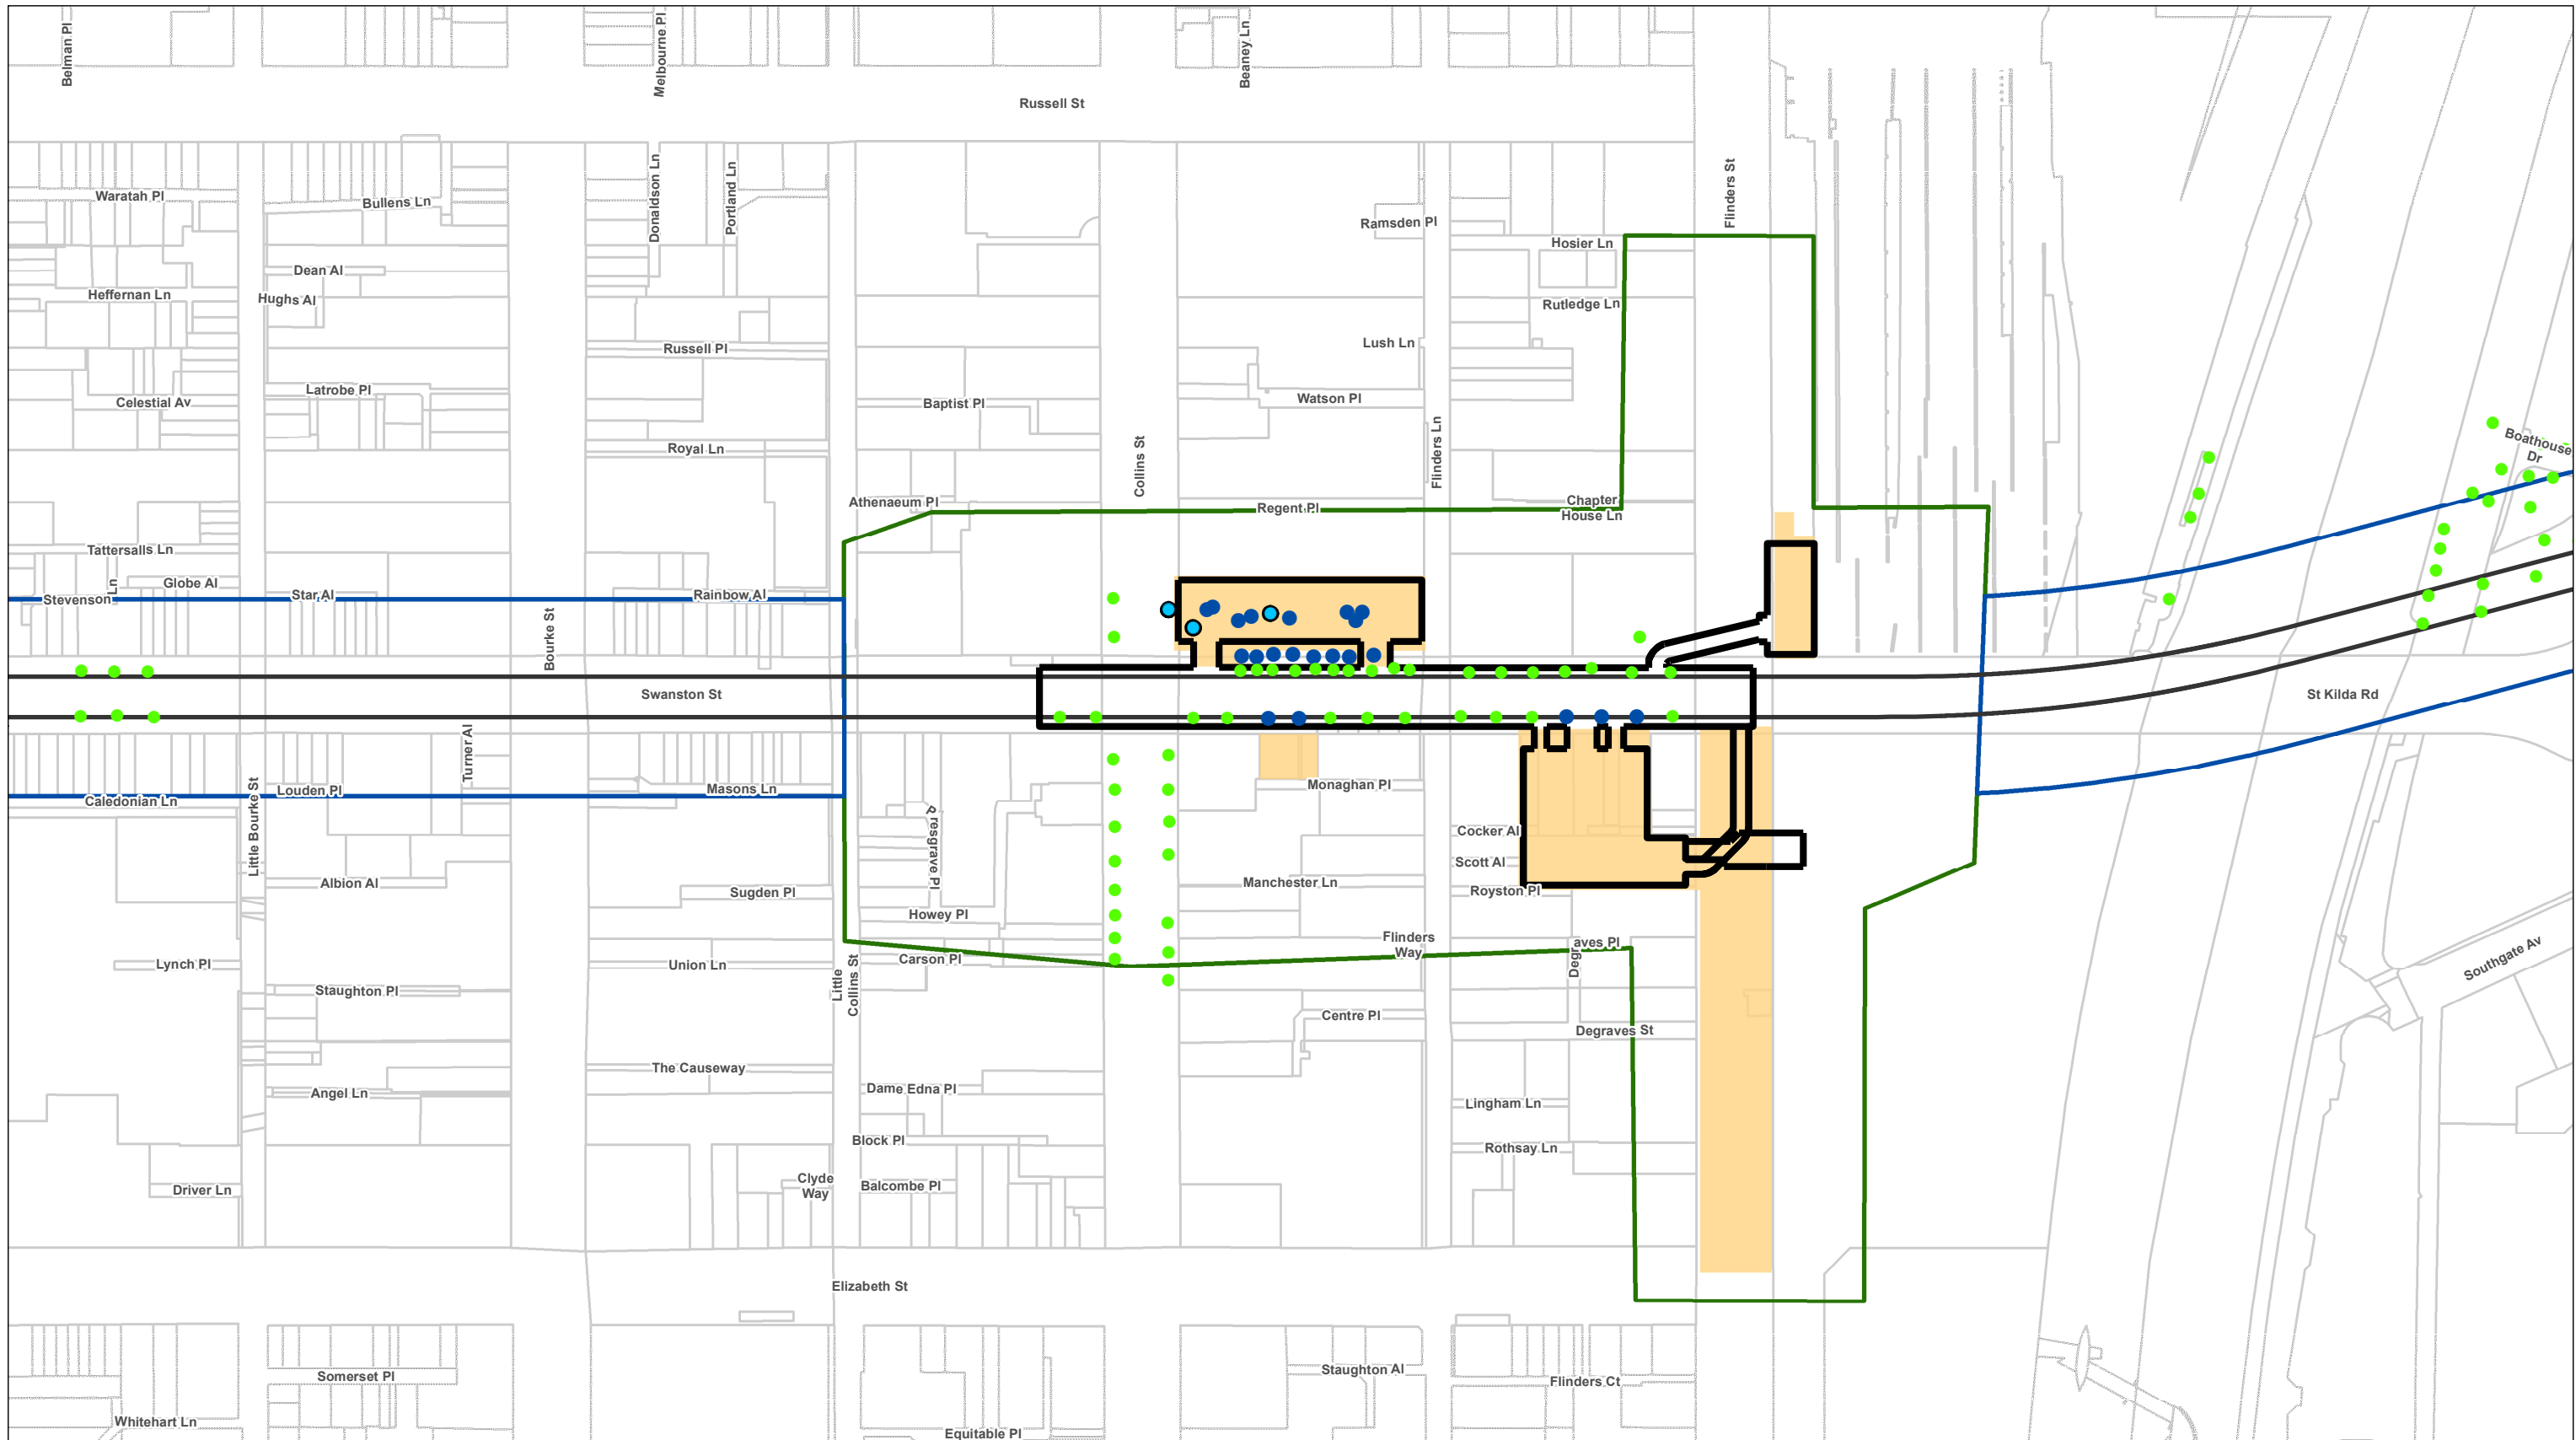 Belman Pl
Melbourne Pl
Beaney Ln
Russell St
Waratah Pl
Bullens Ln
Donaldson Ln
Portland Ln
Ramsden Pl
Flinders St
Hosier Ln
Dean Al
Heffernan Ln
Hughs Al
Rutledge Ln
Russell Pl
Lush Ln
Latrobe Pl
Celestial Av
Baptist Pl
Watson Pl
Royal Ln
Collins St
Flinders Ln
Boathouse
Dr
Athenaeum Pl
Regent Pl
Chapter
House Ln
Tattersalls Ln
Globe Al
Stevenson
Ln
Star Al
Rainbow Al
Bourke St
Swanston St
St Kilda Rd
Turner Al
Caledonian Ln
Little Bourke St
Louden Pl
Masons Ln
Monaghan Pl
P resgrave Pl
Cocker Al
Scott Al
Albion Al
Sugden Pl
Manchester Ln
Royston Pl
Howey Pl
Flinders
Way
Degr
aves Pl
Lynch Pl
Union Ln
Carson Pl
Southgate Av
Staughton Pl
Little
Collins St
Centre Pl
Degraves St
The Causeway
Angel Ln
Dame Edna Pl
Lingham Ln
Block Pl
Rothsay Ln
Driver Ln
Clyde
Way
Balcombe Pl
Elizabeth St
Somerset Pl
Staughton Al
Flinders Ct
Whitehart Ln
Equitable Pl